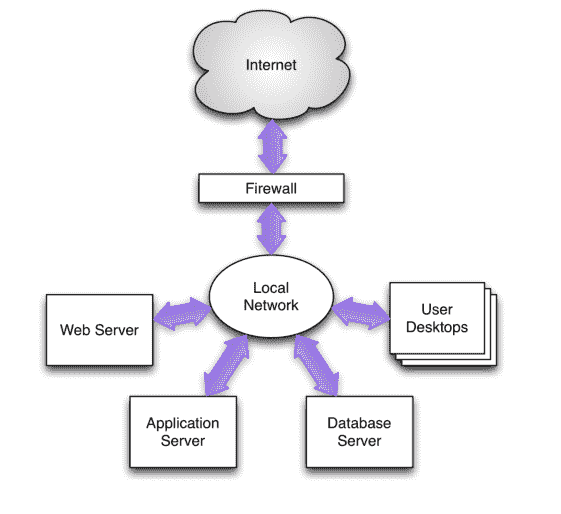 Internet
Firewall
Local
Network
Web Server
User
Desktops
Application
Server
Database
Server